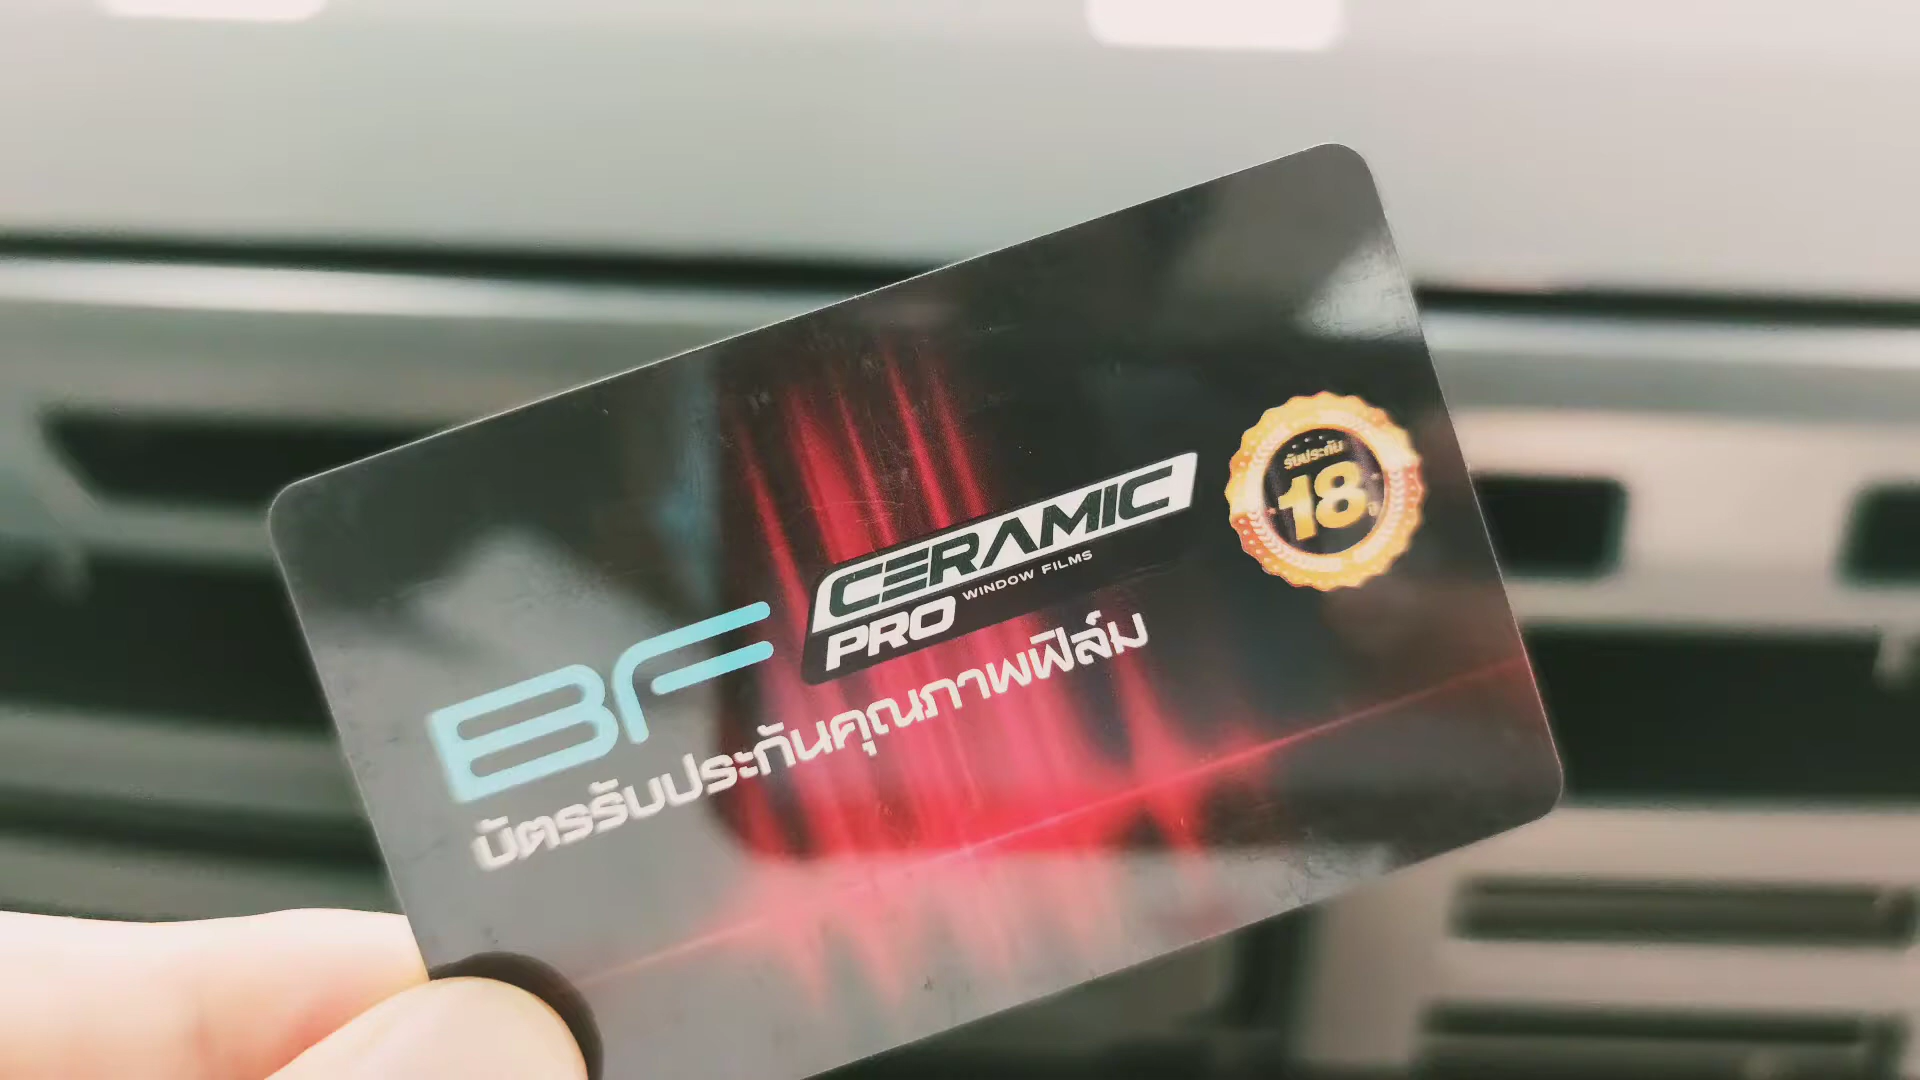 BF CERAMIC
PRO WINDOW FILMS
บัตรรับประกันคุณภาพฟิล์ม
รับประกัน
18 ปี